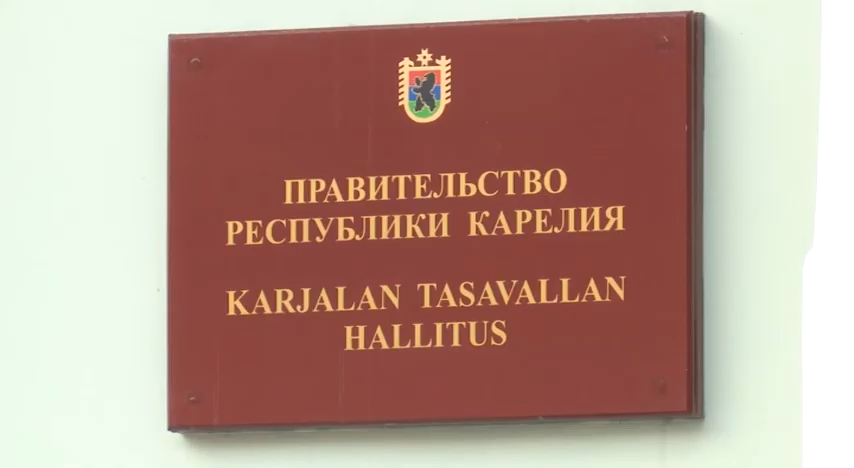 ПРАВИТЕЛЬСТВО
РЕСПУБЛИКИ КАРЕЛИЯ
KARJALAN TASAVALLAN
HALLITUS